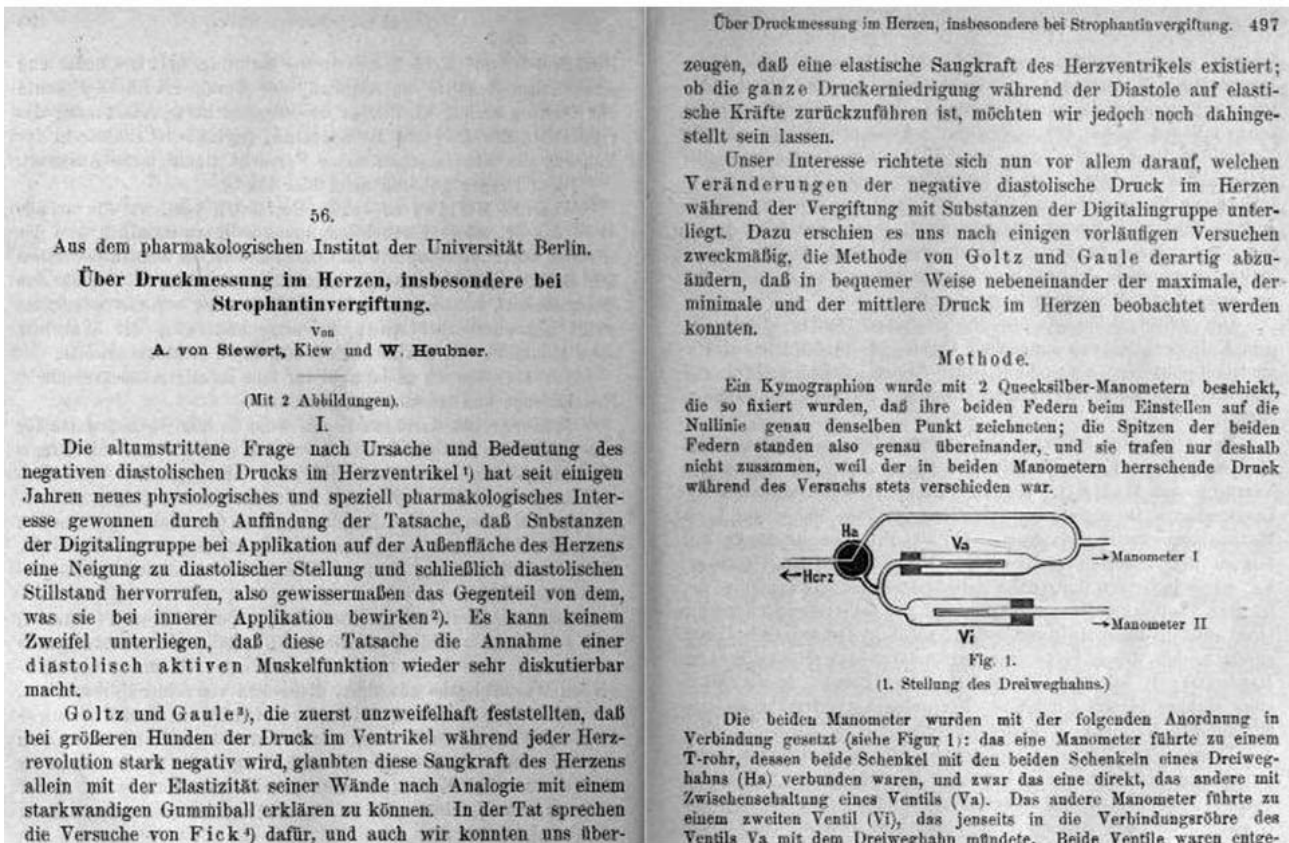 56.
Aus dem pharmakologischen Institut der Universität Berlin.
Über Druckmessung im Herzen, insbesondere bei
Strophantinvergiftung.
Von
A. von Siewert, Kiew und W. Heubner.
(Mit 2 Abbildungen).
I.
Die altumstrittene Frage nach Ursache und Bedeutung des
negativen diastolischen Drucks im Herzventrikel ¹) hat seit einigen
Jahren neues physiologisches und speziell pharmakologisches Inter-
esse gewonnen durch Auffindung der Tatsache, daß Substanzen
der Digitalingruppe bei Applikation auf der Außenfläche des Herzens
eine Neigung zu diastolischer Stellung und schließlich diastolischen
Stillstand hervorrufen, also gewissermaßen das Gegenteil von dem,
was sie bei innerer Applikation bewirken ²). Es kann keinem
Zweifel unterliegen, daß diese Tatsache die Annahme einer
diastolisch aktiven Muskelfunktion wieder sehr diskutierbar
macht.
Goltz und Gaule ³), die zuerst unzweifelhaft feststellten, daß
bei größeren Hunden der Druck im Ventrikel während jeder Herz-
revolution stark negativ wird, glaubten diese Saugkraft des Herzens
allein mit der Elastizität seiner Wände nach Analogie mit einem
starkwandigen Gummiball erklären zu können. In der Tat sprechen
die Versuche von Fick ⁴) dafür, und auch wir konnten uns über-
Über Druckmessung im Herzen, insbesondere bei Strophantinvergiftung. 497
zeugen, daß eine elastische Saugkraft des Herzventrikels existiert;
ob die ganze Druckerniedrigung während der Diastole auf elasti-
sche Kräfte zurückzuführen ist, möchten wir jedoch noch dahinge-
stellt sein lassen.
Unser Interesse richtete sich nun vor allem darauf, welchen
Veränderungen der negative diastolische Druck im Herzen
während der Vergiftung mit Substanzen der Digitalingruppe unter-
liegt. Dazu erschien es uns nach einigen vorläufigen Versuchen
zweckmäßig, die Methode von Goltz und Gaule derartig abzu-
ändern, daß in bequemer Weise nebeneinander der maximale, der
minimale und der mittlere Druck im Herzen beobachtet werden
konnten.
Methode.
Ein Kymographion wurde mit 2 Quecksilber-Manometern beschickt,
die so fixiert wurden, daß ihre beiden Federn beim Einstellen auf die
Nullinie genau denselben Punkt zeichneten; die Spitzen der beiden
Federn standen also genau übereinander, und sie trafen nur deshalb
nicht zusammen, weil der in beiden Manometern herrschende Druck
während des Versuchs stets verschieden war.
Ha
Va
Manometer I
Herz
Manometer II
Vi
Fig. 1.
(1. Stellung des Dreiweghahns.)
Die beiden Manometer wurden mit der folgenden Anordnung in
Verbindung gesetzt (siehe Figur 1): das eine Manometer führte zu einem
T-rohr, dessen beide Schenkel mit den beiden Schenkeln eines Dreiweg-
hahns (Ha) verbunden waren, und zwar das eine direkt, das andere mit
Zwischenschaltung eines Ventils (Va). Das andere Manometer führte zu
einem zweiten Ventil (Vi), das jenseits in die Verbindungsröhre des
Ventils Va mit dem Dreiweghahn mündete. Beide Ventile waren entge-